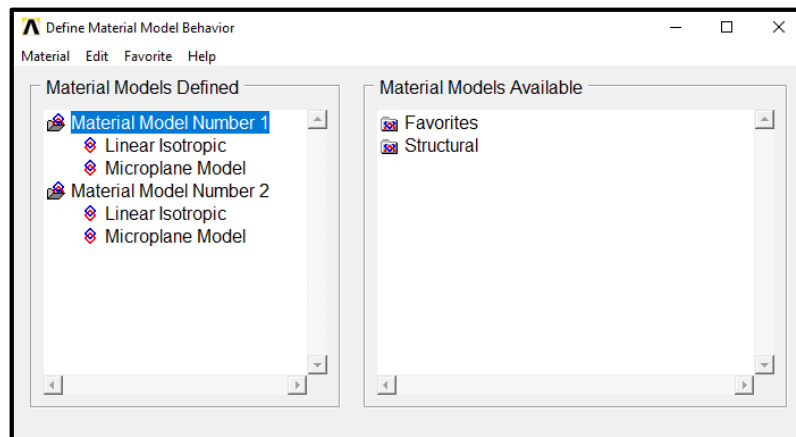 Define Material Model Behavior
Material Edit Favorite Help
Material Models Defined
Material Model Number 1
Linear Isotropic
Microplane Model
Material Model Number 2
Linear Isotropic
Microplane Model
Material Models Available
Favorites
Structural